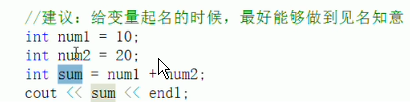 //建议：给变量起名的时候，最好能够做到见名知意
int num1 = 10;
int num2 = 20;
int sum = num1 + num2;
cout << sum << endl;